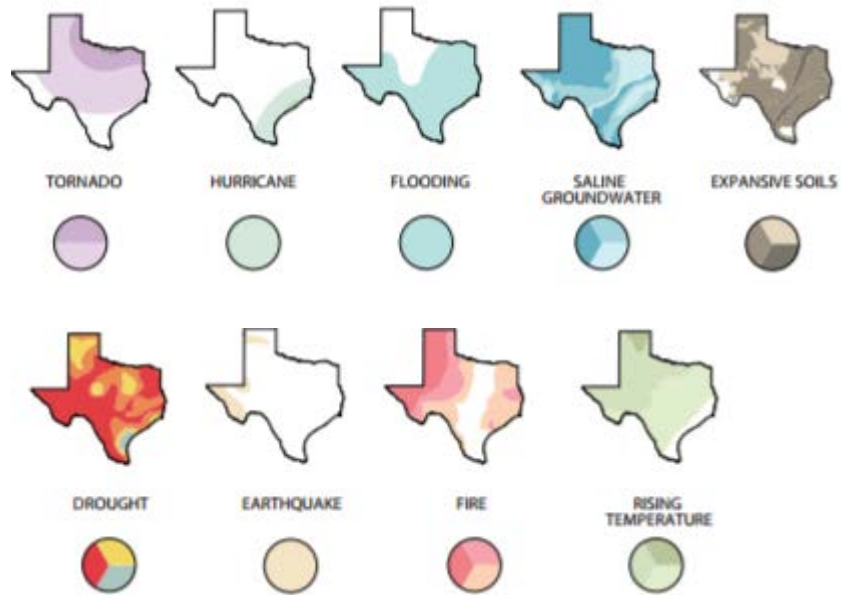 TORNADO
HURRICANE
FLOODING
SALINE
GROUNDWATER
EXPANSIVE SOILS
DROUGHT
EARTHQUAKE
FIRE
RISING
TEMPERATURE